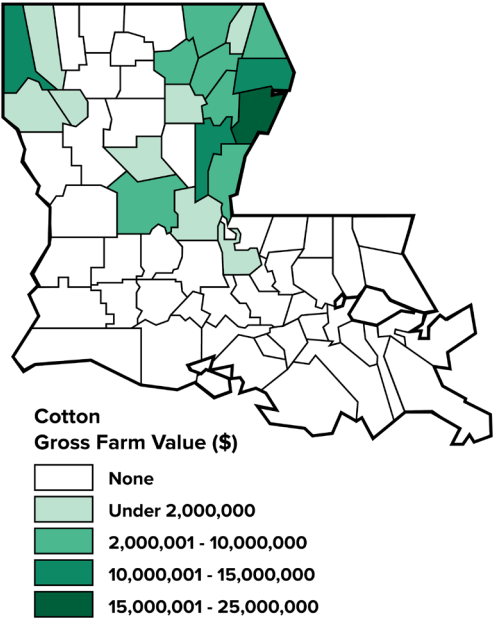 Cotton
Gross Farm Value ($)
None
Under 2,000,000
2,000,001 - 10,000,000
10,000,001 - 15,000,000
15,000,001 - 25,000,000